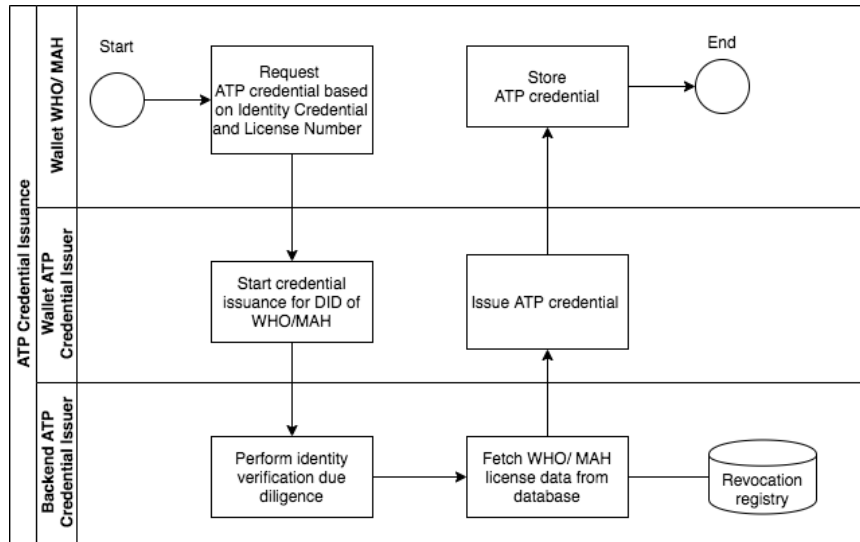 ATP Credential Issuance
Wallet WHO/ MAH
Start
Request
ATP credential based
on Identity Credential
and License Number
Store
ATP credential
End
Wallet ATP
Credential Issuer
Start credential
issuance for DID of
WHO/MAH
Issue ATP credential
Backend ATP
Credential Issuer
Perform identity
verification due
diligence
Fetch WHO/ MAH
license data from
database
Revocation
registry